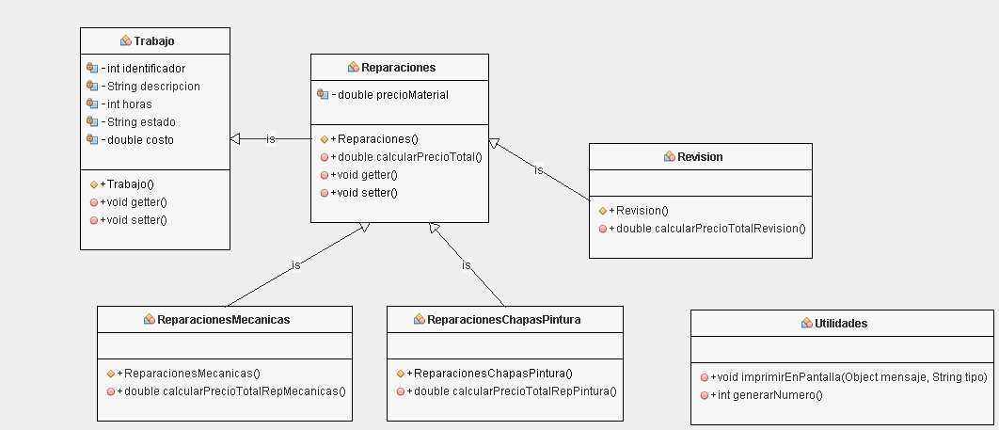 Trabajo
- int identificador
- String descripcion
- int horas
- String estado
- double costo
+ Trabajo()
+ void getter()
+ void setter()
is
Reparaciones
- double precioMaterial
+ Reparaciones()
+ double calcularPrecioTotal()
+ void getter()
+ void setter()
is
Revision
+ Revision()
+ double calcularPrecioTotalRevision()
is
is
ReparacionesMecanicas
+ ReparacionesMecanicas()
+ double calcularPrecioTotalRepMecanicas()
ReparacionesChapasPintura
+ ReparacionesChapasPintura()
+ double calcularPrecioTotalRepPintura()
Utilidades
+ void imprimirEnPantalla(Object mensaje, String tipo)
+ int generarNumero()